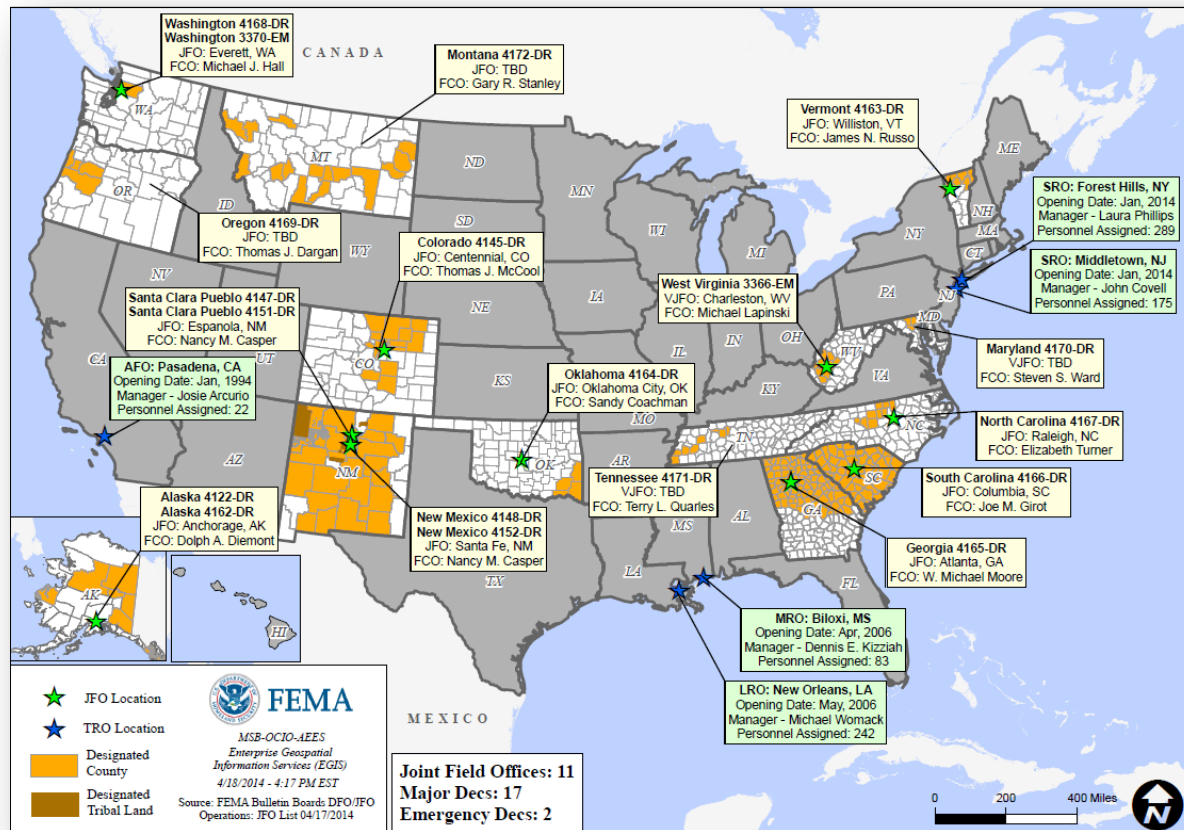 Washington 4168-DR
Washington 3370-EM
JFO: Everett, WA
FCO: Michael J. Hall
CANADA
Montana 4172-DR
JFO: TBD
FCO: Gary R. Stanley
Vermont 4163-DR
JFO: Williston, VT
FCO: James N. Russo
SRO: Forest Hills, NY
Opening Date: Jan, 2014
Manager - Laura Phillips
Personnel Assigned: 289
SRO: Middletown, NJ
Opening Date: Jan, 2014
Manager - John Covell
Personnel Assigned: 175
Oregon 4169-DR
JFO: TBD
FCO: Thomas J. Dargan
Colorado 4145-DR
JFO: Centennial, CO
FCO: Thomas J. McCool
West Virginia 3366-EM
VJFO: Charleston, WV
FCO: Michael Lapinski
Santa Clara Pueblo 4147-DR
Santa Clara Pueblo 4151-DR
JFO: Espanola, NM
FCO: Nancy M. Casper
Maryland 4170-DR
VJFO: TBD
FCO: Steven S. Ward
AFO: Pasadena, CA
Opening Date: Jan, 1994
Manager - Josie Arcurio
Personnel Assigned: 22
Oklahoma 4164-DR
JFO: Oklahoma City, OK
FCO: Sandy Coachman
North Carolina 4167-DR
JFO: Raleigh, NC
FCO: Elizabeth Turner
Tennessee 4171-DR
VJFO: TBD
FCO: Terry L. Quarles
South Carolina 4166-DR
JFO: Columbia, SC
FCO: Joe M. Girot
Alaska 4122-DR
Alaska 4162-DR
JFO: Anchorage, AK
FCO: Dolph A. Diemont
New Mexico 4148-DR
New Mexico 4152-DR
JFO: Santa Fe, NM
FCO: Nancy M. Casper
Georgia 4165-DR
JFO: Atlanta, GA
FCO: W. Michael Moore
MRO: Biloxi, MS
Opening Date: Apr, 2006
Manager - Dennis E. Kizziah
Personnel Assigned: 83
LRO: New Orleans, LA
Opening Date: May, 2006
Manager - Michael Womack
Personnel Assigned: 242
WA
MT
ND
MN
ME
OR
ID
SD
WI
MI
NY
NH
MA
CT
WY
NV
NE
IA
PA
NJ
MD
CA
UT
CO
KS
IL
IN
OH
WV
VA
KY
MO
AZ
NM
OK
AR
TN
NC
SC
MS
AL
GA
TX
LA
FL
AK
HI
MEXICO
JFO Location
TRO Location
Designated
County
Designated
Tribal Land
FEMA
MSB-OCIO-AEES
Enterprise Geospatial
Information Services (EGIS)
4/18/2014 - 4:17 PM EST
Source: FEMA Bulletin Boards DFO/JFO
Operations: JFO List 04/17/2014
Joint Field Offices: 11
Major Decs: 17
Emergency Decs: 2
0 200 400 Miles
N